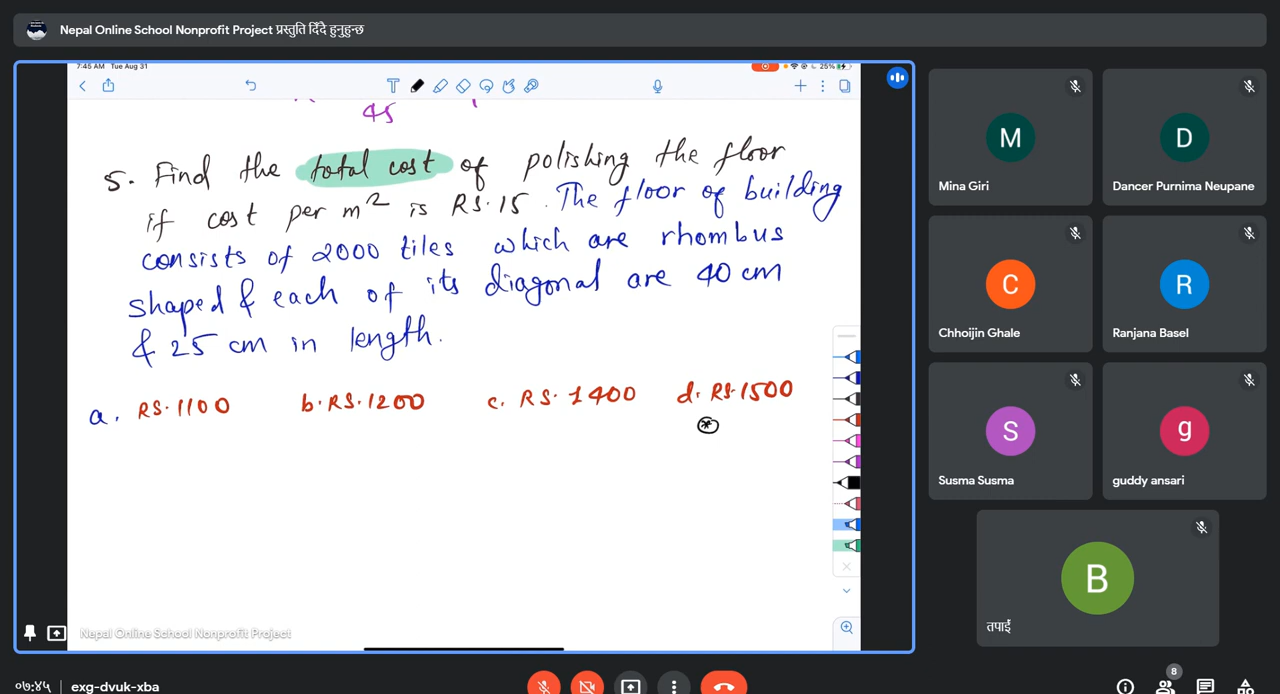 Nepal Online School Nonprofit Project प्रस्तुति दिँदै हुनुहुन्छ
7:45 AM Tue Aug 31
25%
45
5. Find the total cost of polishing the floor
if cost per m² is RS.15. The floor of building
consists of 2000 tiles which are rhombus
shaped & each of its diagonal are 40 cm
& 25 cm in length.
a. RS.1100 b. RS.1200 c. RS.1400 d. RS.1500
Nepal Online School Nonprofit Project
M
Mina Giri
D
Dancer Purnima Neupane
C
Chhoijin Ghale
R
Ranjana Basel
S
Susma Susma
g
guddy ansari
B
तपाईं
०७:४५ | exg-dvuk-xba
8